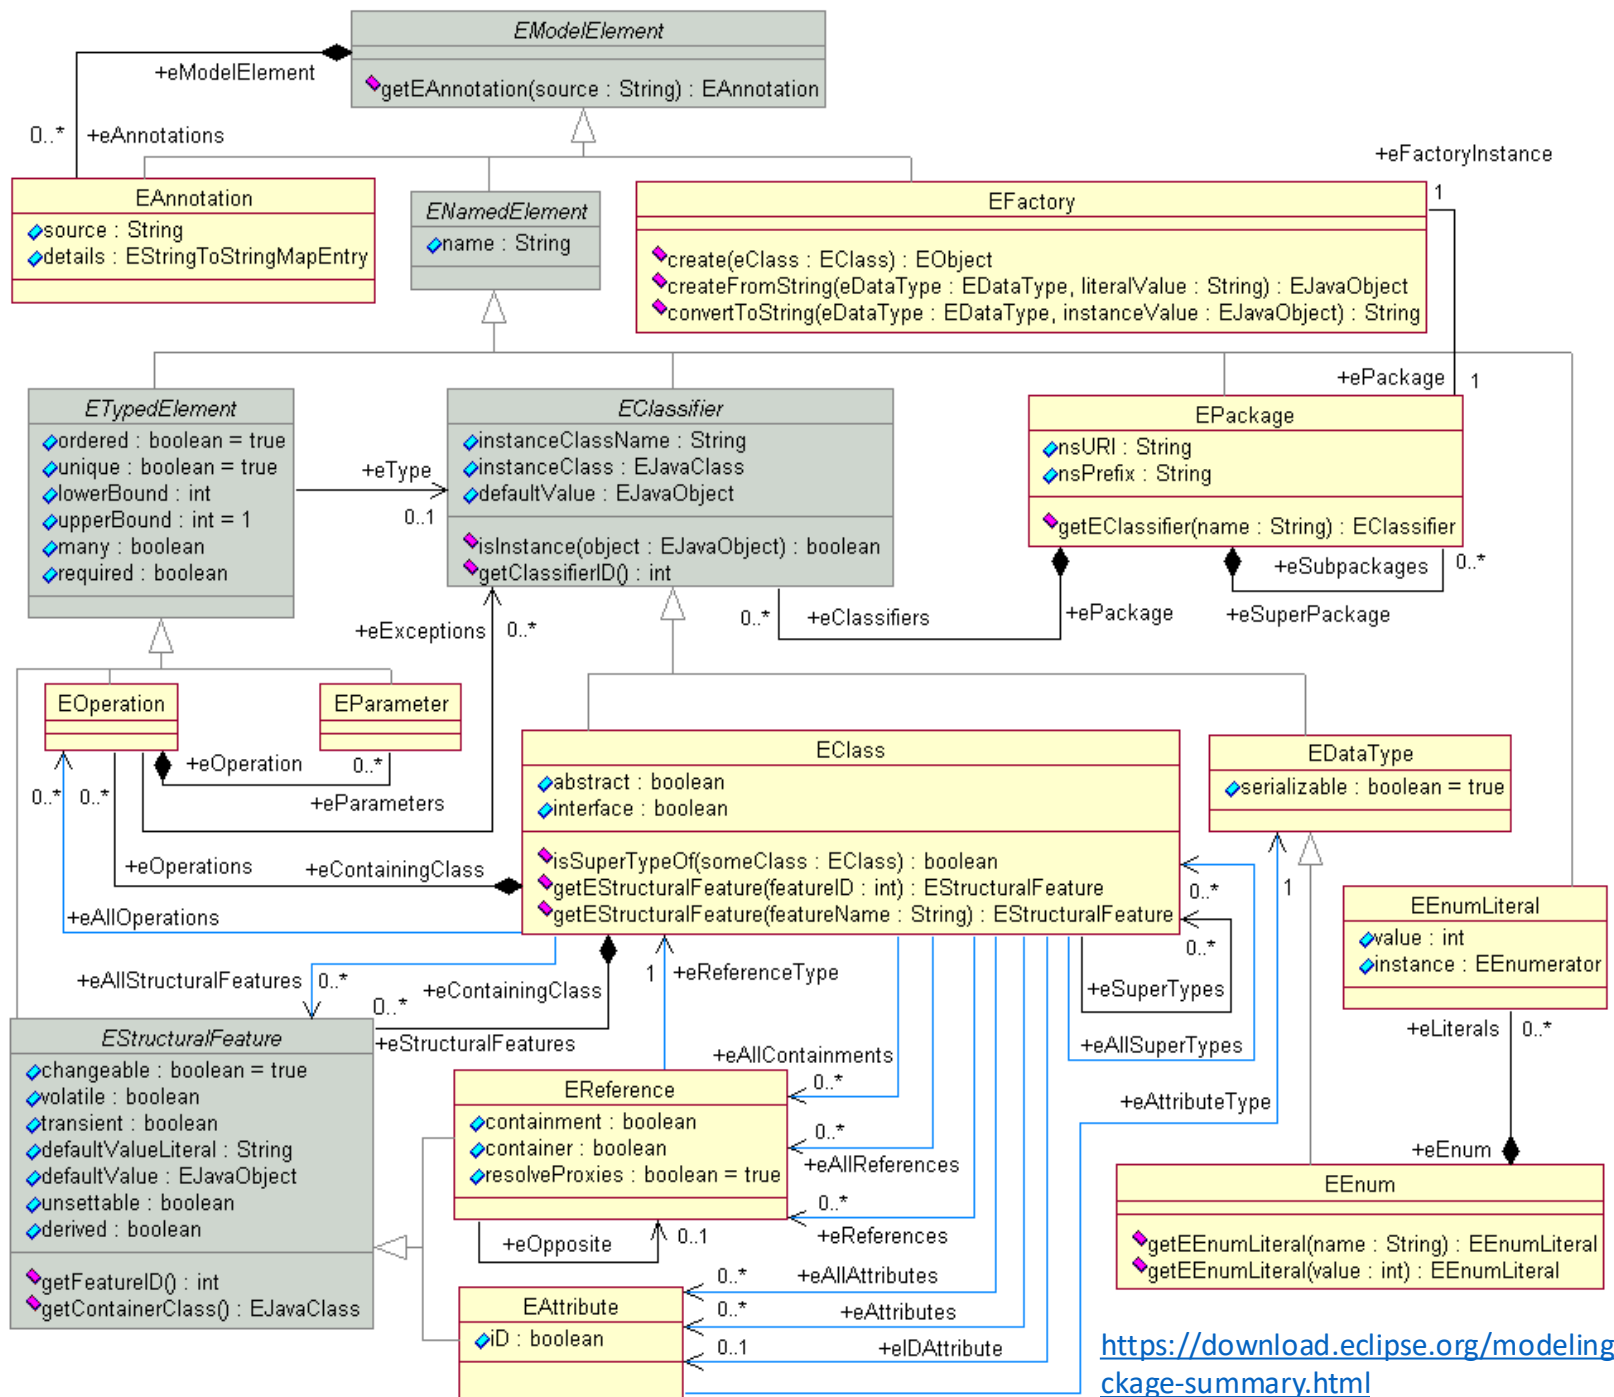 EModelElement
getEAnnotation(source : String) : EAnnotation
+eModelElement
0..*
+eAnnotations
EAnnotation
source : String
details : EStringToStringMapEntry
ENamedElement
name : String
+eFactoryInstance
1
EFactory
create(eClass : EClass) : EObject
createFromString(eDataType : EDataType, literalValue : String) : EJavaObject
convertToString(eDataType : EDataType, instanceValue : EJavaObject) : String
+ePackage
1
ETypedElement
ordered : boolean = true
unique : boolean = true
lowerBound : int
upperBound : int = 1
many : boolean
required : boolean
+eType
0..1
EClassifier
instanceClassName : String
instanceClass : EJavaClass
defaultValue : EJavaObject
isInstance(object : EJavaObject) : boolean
getClassifierID() : int
EPackage
nsURI : String
nsPrefix : String
getEClassifier(name : String) : EClassifier
+eSubpackages
0..*
+eSuperPackage
+ePackage
0..*
+eClassifiers
+eExceptions
0..*
EOperation
EParameter
+eOperation
0..*
+eParameters
0..*
0..*
+eOperations
+eContainingClass
+eAllOperations
EClass
abstract : boolean
interface : boolean
isSuperTypeOf(someClass : EClass) : boolean
getEStructuralFeature(featureID : int) : EStructuralFeature
getEStructuralFeature(featureName : String) : EStructuralFeature
EDataType
serializable : boolean = true
0..*
0..*
1
+eSuperTypes
+eAllSuperTypes
+eAttributeType
EEnumLiteral
value : int
instance : EEnumerator
+eLiterals
0..*
+eEnum
EEnum
getEEnumLiteral(name : String) : EEnumLiteral
getEEnumLiteral(value : int) : EEnumLiteral
+eAllStructuralFeatures
0..*
0..*
+eContainingClass
+eStructuralFeatures
1
+eReferenceType
EStructuralFeature
changeable : boolean = true
volatile : boolean
transient : boolean
defaultValueLiteral : String
defaultValue : EJavaObject
unsettable : boolean
derived : boolean
getFeatureID() : int
getContainerClass() : EJavaClass
EReference
containment : boolean
container : boolean
resolveProxies : boolean = true
+eAllContainments
0..*
0..*
+eAllReferences
0..*
+eReferences
+eOpposite
0..1
EAttribute
iD : boolean
0..*
+eAllAttributes
0..*
+eAttributes
0..1
+eIDAttribute
https://download.eclipse.org/modeling
ckage-summary.html